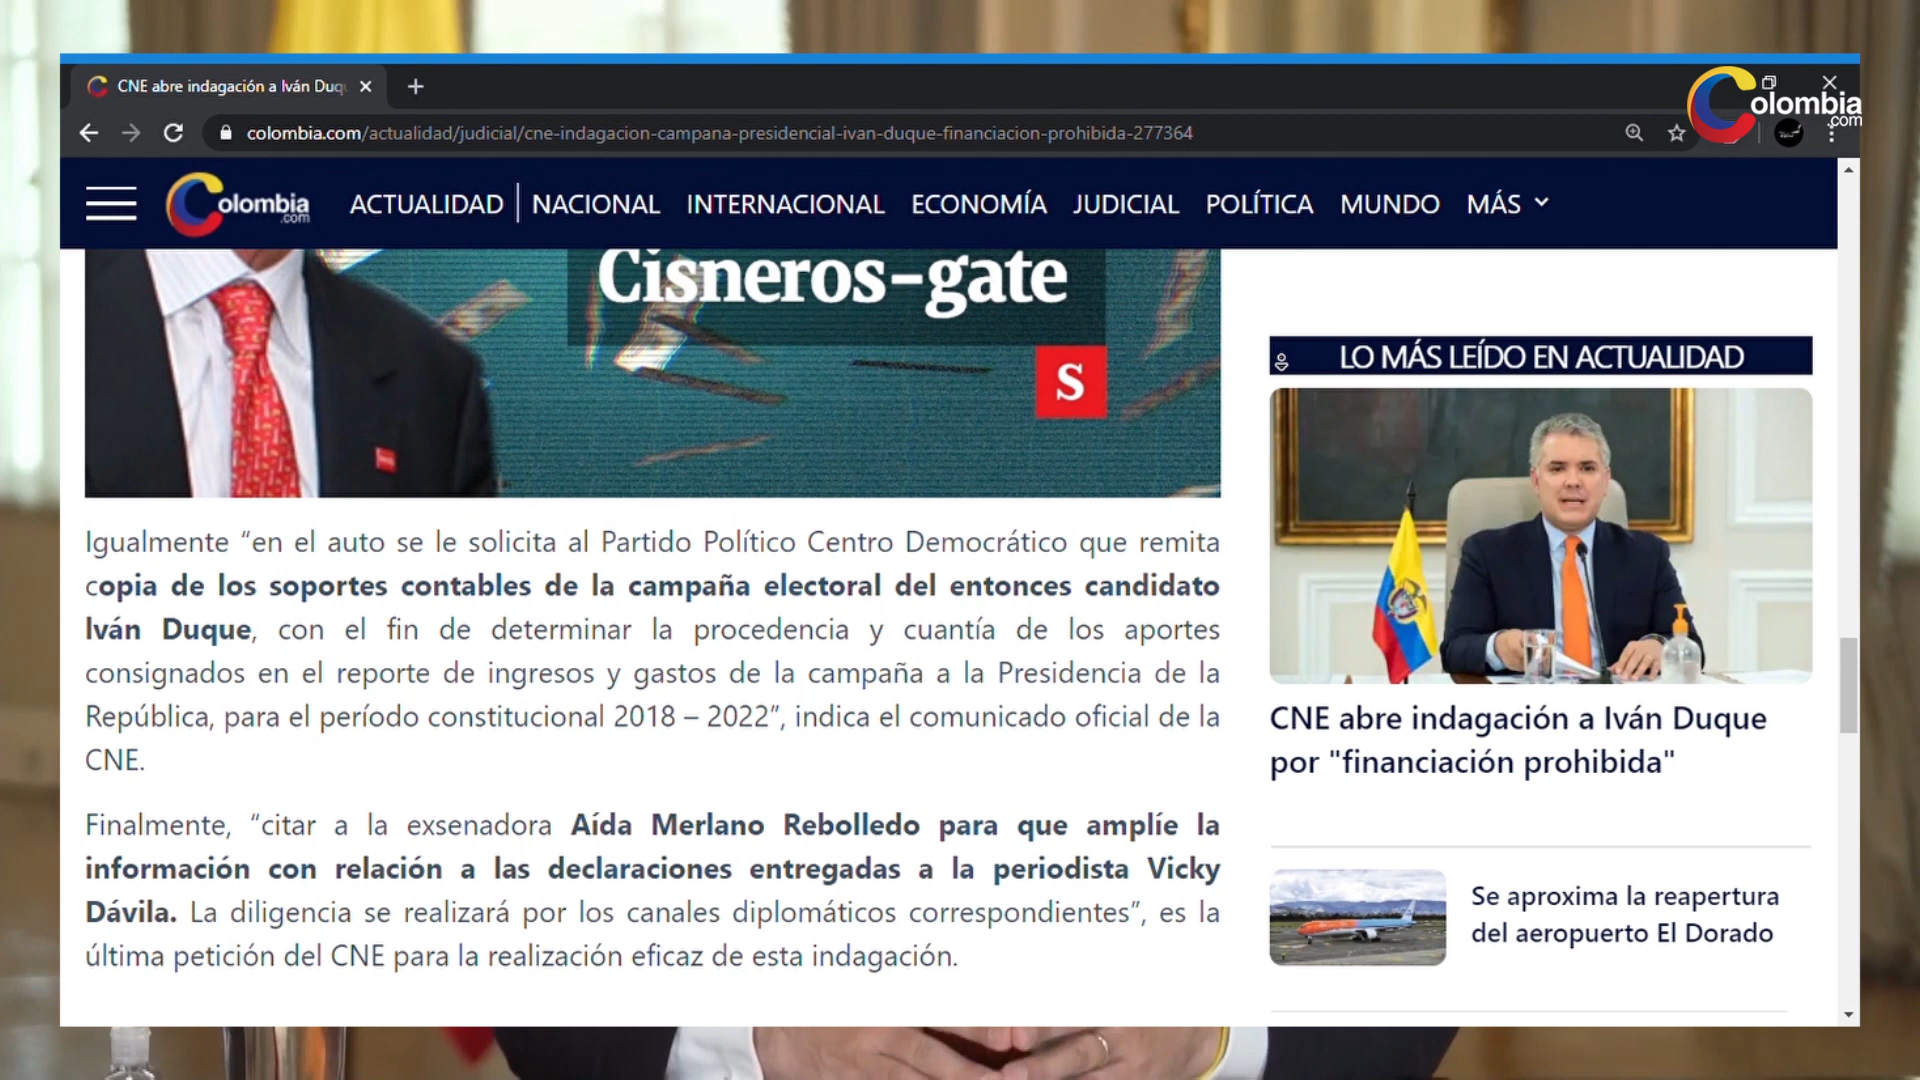 CNE abre indagación a Iván Duq
colombia.com/actualidad/judicial/cne-indagacion-campana-presidencial-ivan-duque-financiacion-prohibida-277364
Colombia
.com
Colombia
.com
ACTUALIDAD NACIONAL INTERNACIONAL ECONOMÍA JUDICIAL POLÍTICA MUNDO MÁS
Cisneros-gate
S
Igualmente “en el auto se le solicita al Partido Político Centro Democrático que remita
copia de los soportes contables de la campaña electoral del entonces candidato
Iván Duque, con el fin de determinar la procedencia y cuantía de los aportes
consignados en el reporte de ingresos y gastos de la campaña a la Presidencia de la
República, para el período constitucional 2018 – 2022”, indica el comunicado oficial de la
CNE.
Finalmente, “citar a la exsenadora Aída Merlano Rebolledo para que amplíe la
información con relación a las declaraciones entregadas a la periodista Vicky
Dávila. La diligencia se realizará por los canales diplomáticos correspondientes”, es la
última petición del CNE para la realización eficaz de esta indagación.
LO MÁS LEÍDO EN ACTUALIDAD
CNE abre indagación a Iván Duque
por "financiación prohibida"
Se aproxima la reapertura
del aeropuerto El Dorado